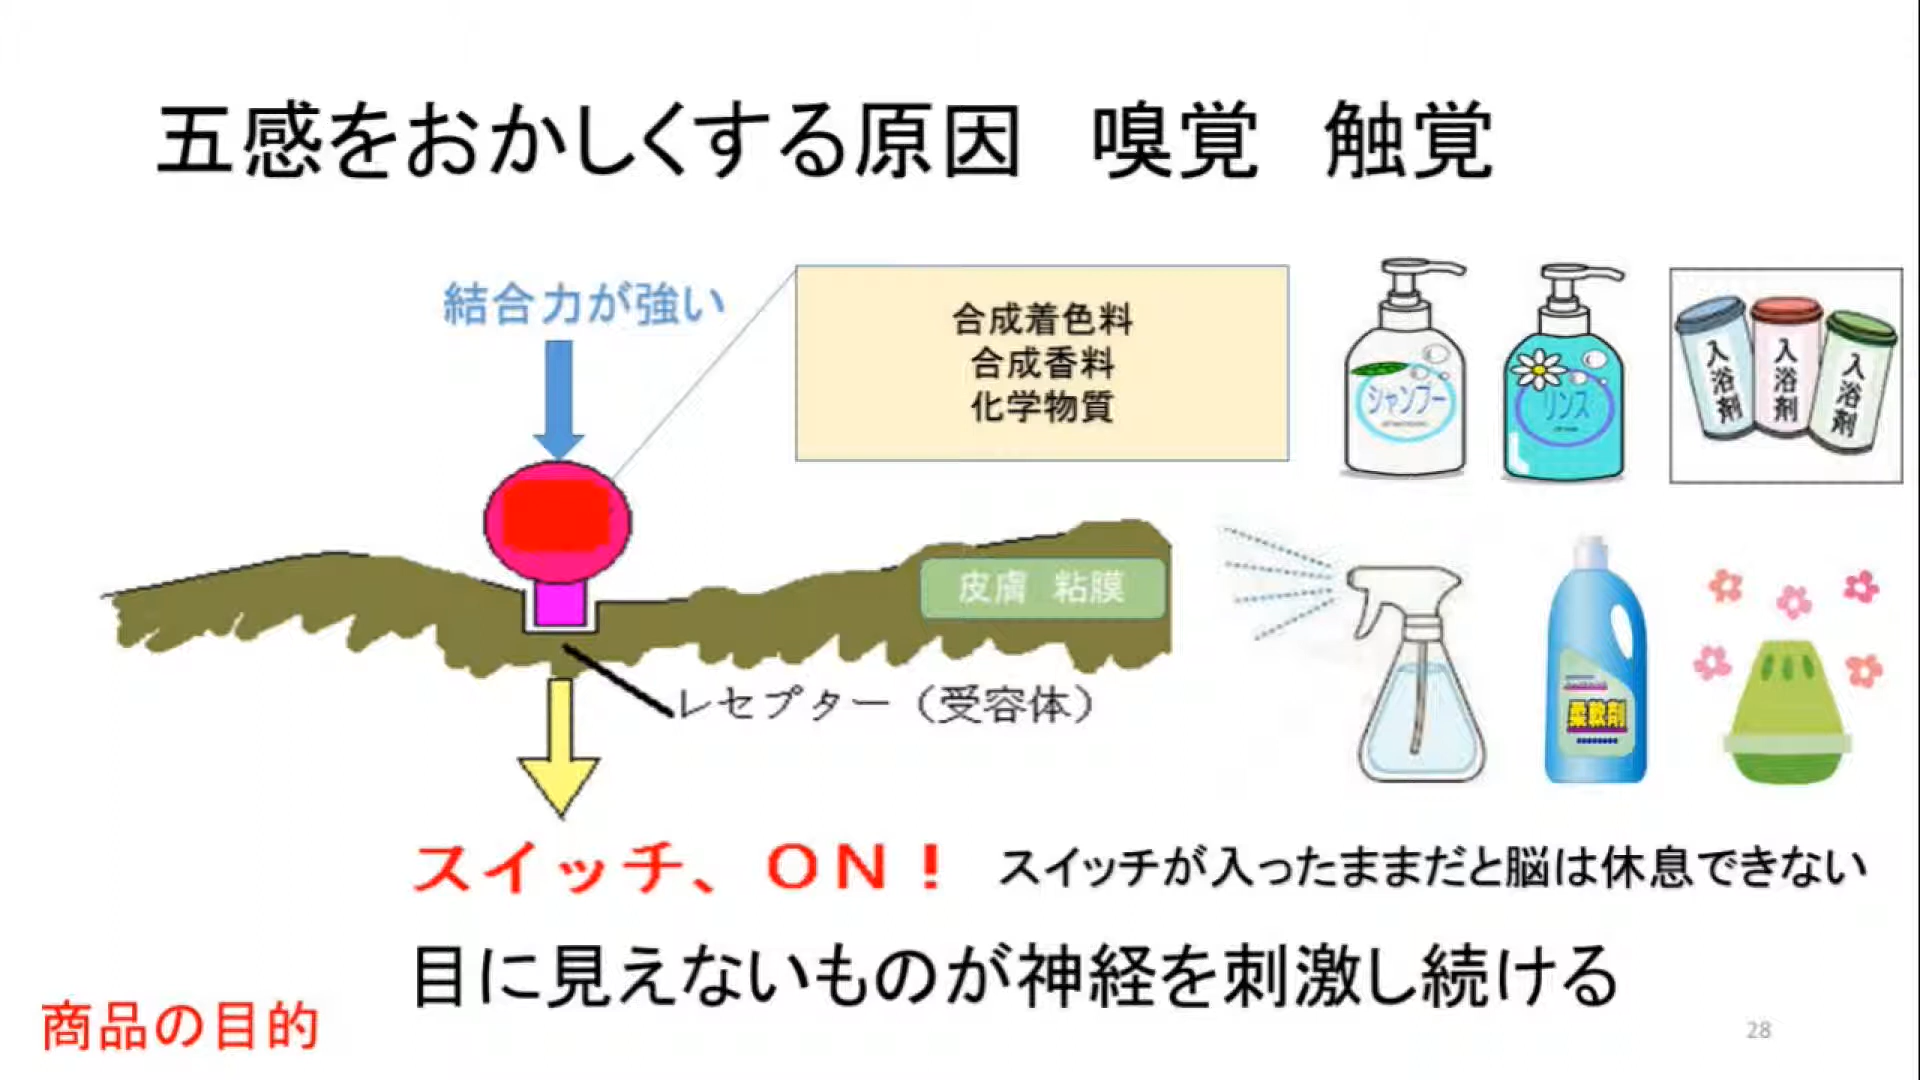 五感をおかしくする原因　嗅覚　触覚
結合力が強い
合成着色料
合成香料
化学物質
シャンプー
リンス
入浴剤
入浴剤
入浴剤
皮膚　粘膜
レセプター（受容体）
柔軟剤
スイッチ、ＯＮ！
スイッチが入ったままだと脳は休息できない
目に見えないものが神経を刺激し続ける
商品の目的
28